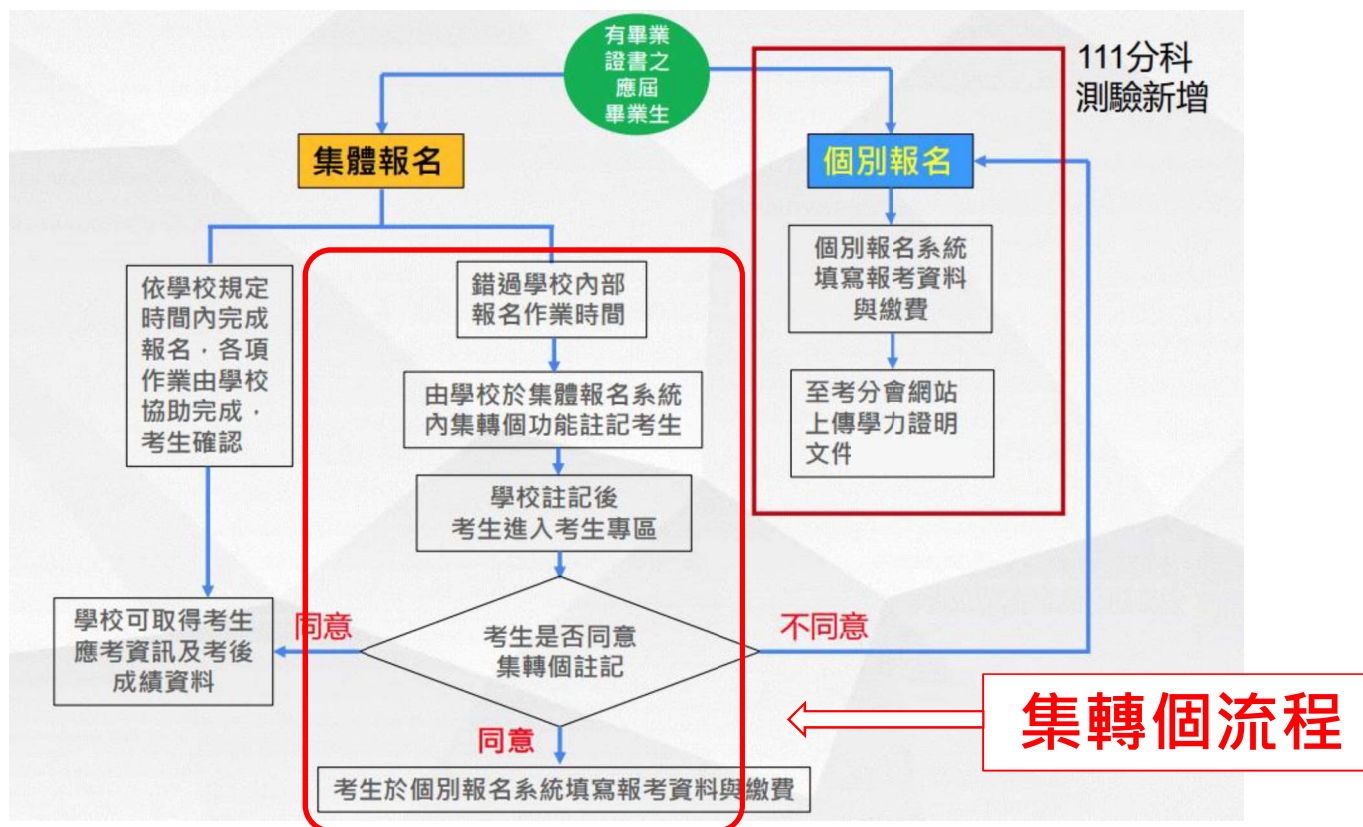 有畢業
證書之
應屆
畢業生
111分科
測驗新增
集體報名
個別報名
依學校規定
時間內完成
報名，各項
作業由學校
協助完成，
考生確認
錯過學校內部
報名作業時間
由學校於集體報名系統
內集轉個功能註記考生
學校註記後
考生進入考生專區
個別報名系統
填寫報考資料
與繳費
至考分會網站
上傳學力證明
文件
學校可取得考生
應考資訊及考後
成績資料
同意
考生是否同意
集轉個註記
不同意
同意
考生於個別報名系統填寫報考資料與繳費
集轉個流程